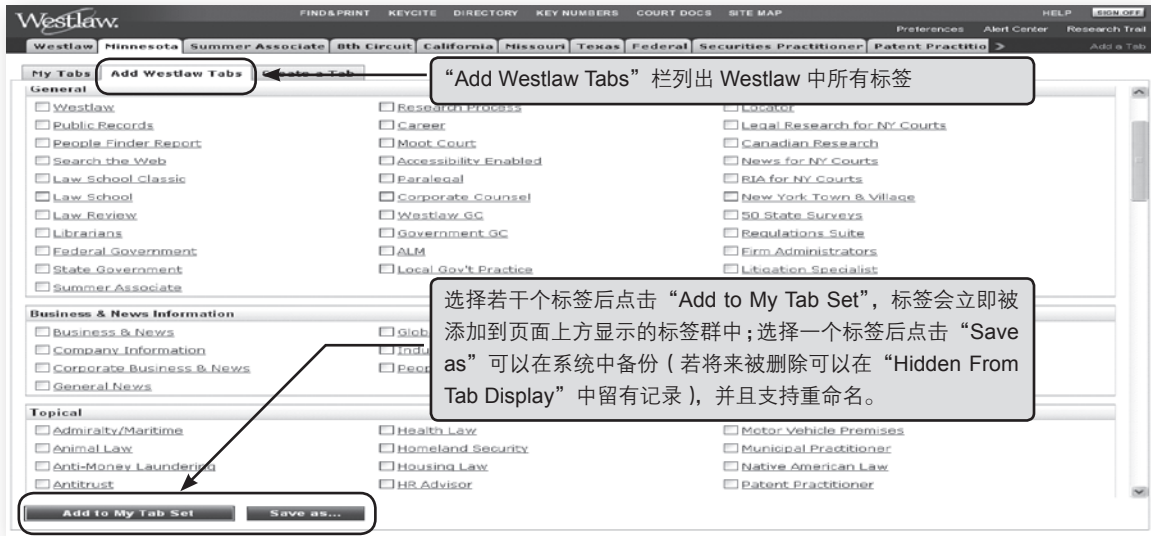 Westlaw.
FIND&PRINT KEYCITE DIRECTORY KEY NUMBERS COURT DOCS SITE MAP HELP SIGN OFF
Preferences Alert Center Research Trail
Westlaw Minnesota Summer Associate 8th Circuit California Missouri Texas Federal Securities Practitioner Patent Practitio > Add a Tab
My Tabs Add Westlaw Tabs Create a Tab
“Add Westlaw Tabs”栏列出 Westlaw 中所有标签
General
Westlaw Research Process Locator
Public Records Career Legal Research for NY Courts
People Finder Report Moot Court Canadian Research
Search the Web Accessibility Enabled News for NY Courts
Law School Classic Paralegal RIA for NY Courts
Law School Corporate Counsel New York Town & Village
Law Review Westlaw GC 50 State Surveys
Librarians Government GC Regulations Suite
Federal Government ALM Firm Administrators
State Government Local Gov't Practice Litigation Specialist
Summer Associate
选择若干个标签后点击“Add to My Tab Set”，标签会立即被
添加到页面上方显示的标签群中；选择一个标签后点击“Save
as”可以在系统中备份（若将来被删除可以在“Hidden From
Tab Display”中留有记录），并且支持重命名。
Business & News Information
Business & News Glob
Company Information Indu
Corporate Business & News Peop
General News
Topical
Admiralty/Maritime Health Law Motor Vehicle Premises
Animal Law Homeland Security Municipal Practitioner
Anti-Money Laundering Housing Law Native American Law
Antitrust HR Advisor Patent Practitioner
Add to My Tab Set Save as...